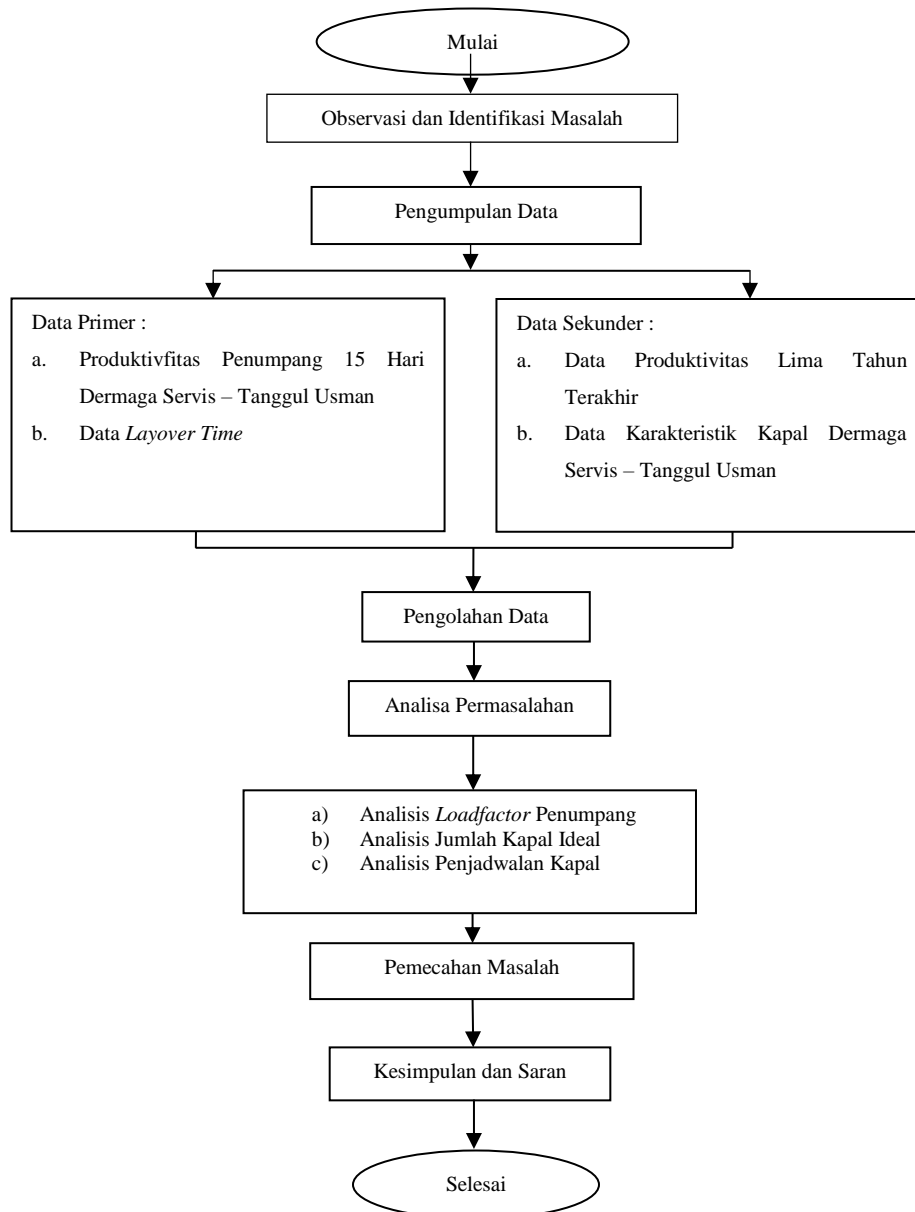 Mulai
Observasi dan Identifikasi Masalah
Pengumpulan Data
Data Primer :
a. Produktivfitas Penumpang 15 Hari
Dermaga Servis – Tanggul Usman
b. Data Layover Time
Data Sekunder :
a. Data Produktivitas Lima Tahun
Terakhir
b. Data Karakteristik Kapal Dermaga
Servis – Tanggul Usman
Pengolahan Data
Analisa Permasalahan
a) Analisis Loadfactor Penumpang
b) Analisis Jumlah Kapal Ideal
c) Analisis Penjadwalan Kapal
Pemecahan Masalah
Kesimpulan dan Saran
Selesai